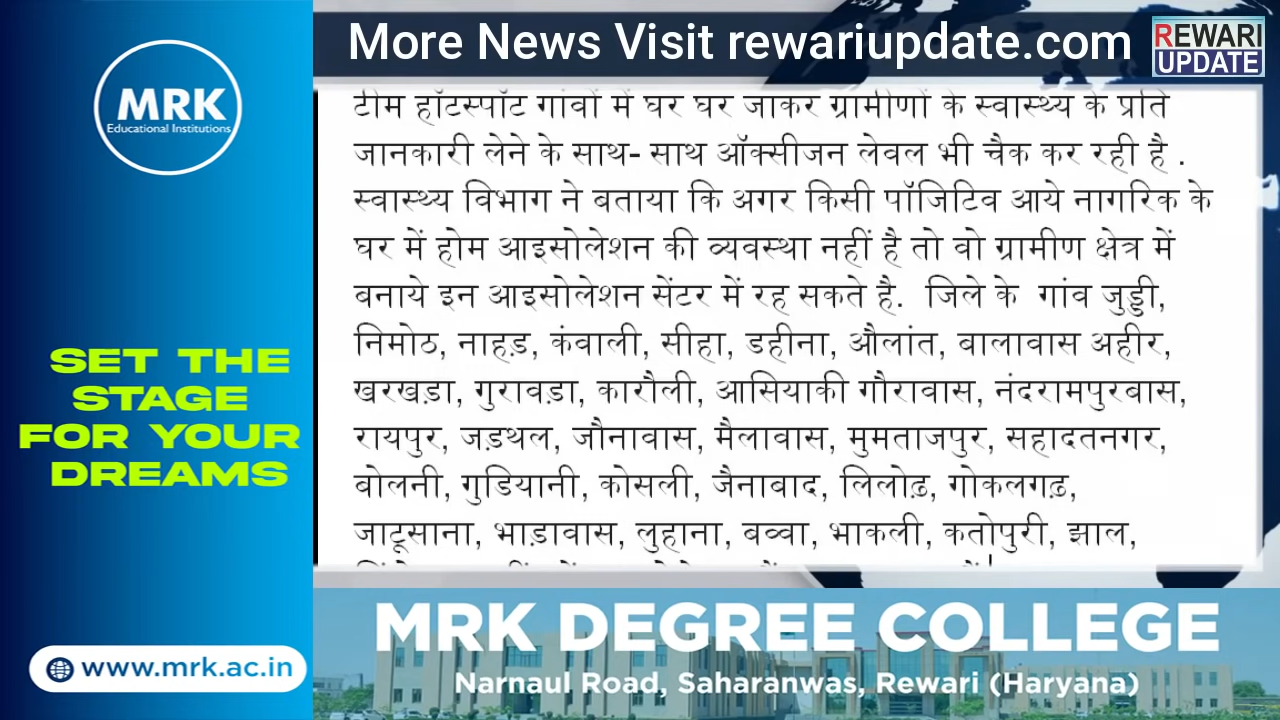 MRK
Educational Institutions
SET THE
STAGE
FOR YOUR
DREAMS
www.mrk.ac.in
More News Visit rewariupdate.com
REWARI
UPDATE
टीम हॉटस्पॉट गांवों में घर घर जाकर ग्रामीणों के स्वास्थ्य के प्रति
जानकारी लेने के साथ- साथ ऑक्सीजन लेवल भी चैक कर रही है .
स्वास्थ्य विभाग ने बताया कि अगर किसी पॉजिटिव आये नागरिक के
घर में होम आइसोलेशन की व्यवस्था नहीं है तो वो ग्रामीण क्षेत्र में
बनाये इन आइसोलेशन सेंटर में रह सकते है. जिले के गांव जुड्डी,
निमोठ, नाहड़, कंवाली, सीहा, डहीना, औलांत, बालावास अहीर,
खरखड़ा, गुरावड़ा, कारौली, आसियाकी गौरावास, नंदरामपुरबास,
रायपुर, जड़थल, जौनावास, मैलावास, मुमताजपुर, सहादतनगर,
बोलनी, गुडियानी, कोसली, जैनाबाद, लिलोढ़, गोकलगढ़,
जाटूसाना, भाड़ावास, लुहाना, बव्वा, भाकली, कतोपुरी, झाल,
MRK DEGREE COLLEGE
Narnaul Road, Saharanwas, Rewari (Haryana)